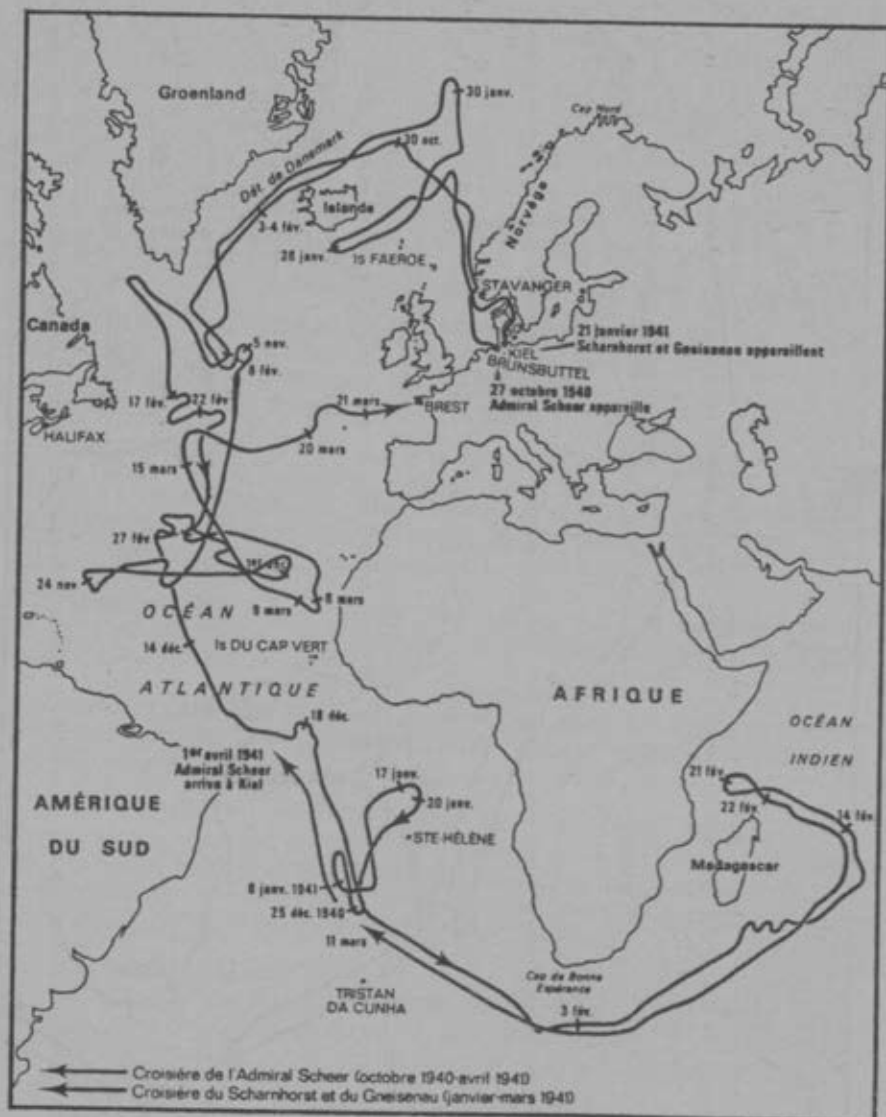 Groenland
30 janv.
Cap Nord
30 oct.
Dét. de Danemark
Islande
Norvège
3-4 fév.
28 janv.
Is FAEROE
STAVANGER
Canada
5 nov.
6 fév.
21 janvier 1941
Scharnhorst et Gneisenau appareillent
KIEL
BRUNSBUTTEL
27 octobre 1940
Admiral Scheer appareille
17 fév.
22 fév
21 mars
BREST
HALIFAX
20 mars
15 mars
27 fév
1er déc.
24 nov
8 mars
9 mars
OCÉAN
14 déc.
Is DU CAP VERT
ATLANTIQUE
AFRIQUE
18 déc.
OCÉAN
INDIEN
1er avril 1941
Admiral Scheer
arrive à Kiel
17 janv.
21 fév.
20 janv.
22 fév.
14 fév.
AMÉRIQUE
DU SUD
STE-HÉLÈNE
Madagascar
8 janv. 1941
25 déc. 1940
11 mars
Cap de Bonne
Espérance
TRISTAN
DA CUNHA
3 fév.
Croisière de l'Admiral Scheer (octobre 1940-avril 1941)
Croisière du Scharnhorst et du Gneisenau (janvier-mars 1941)